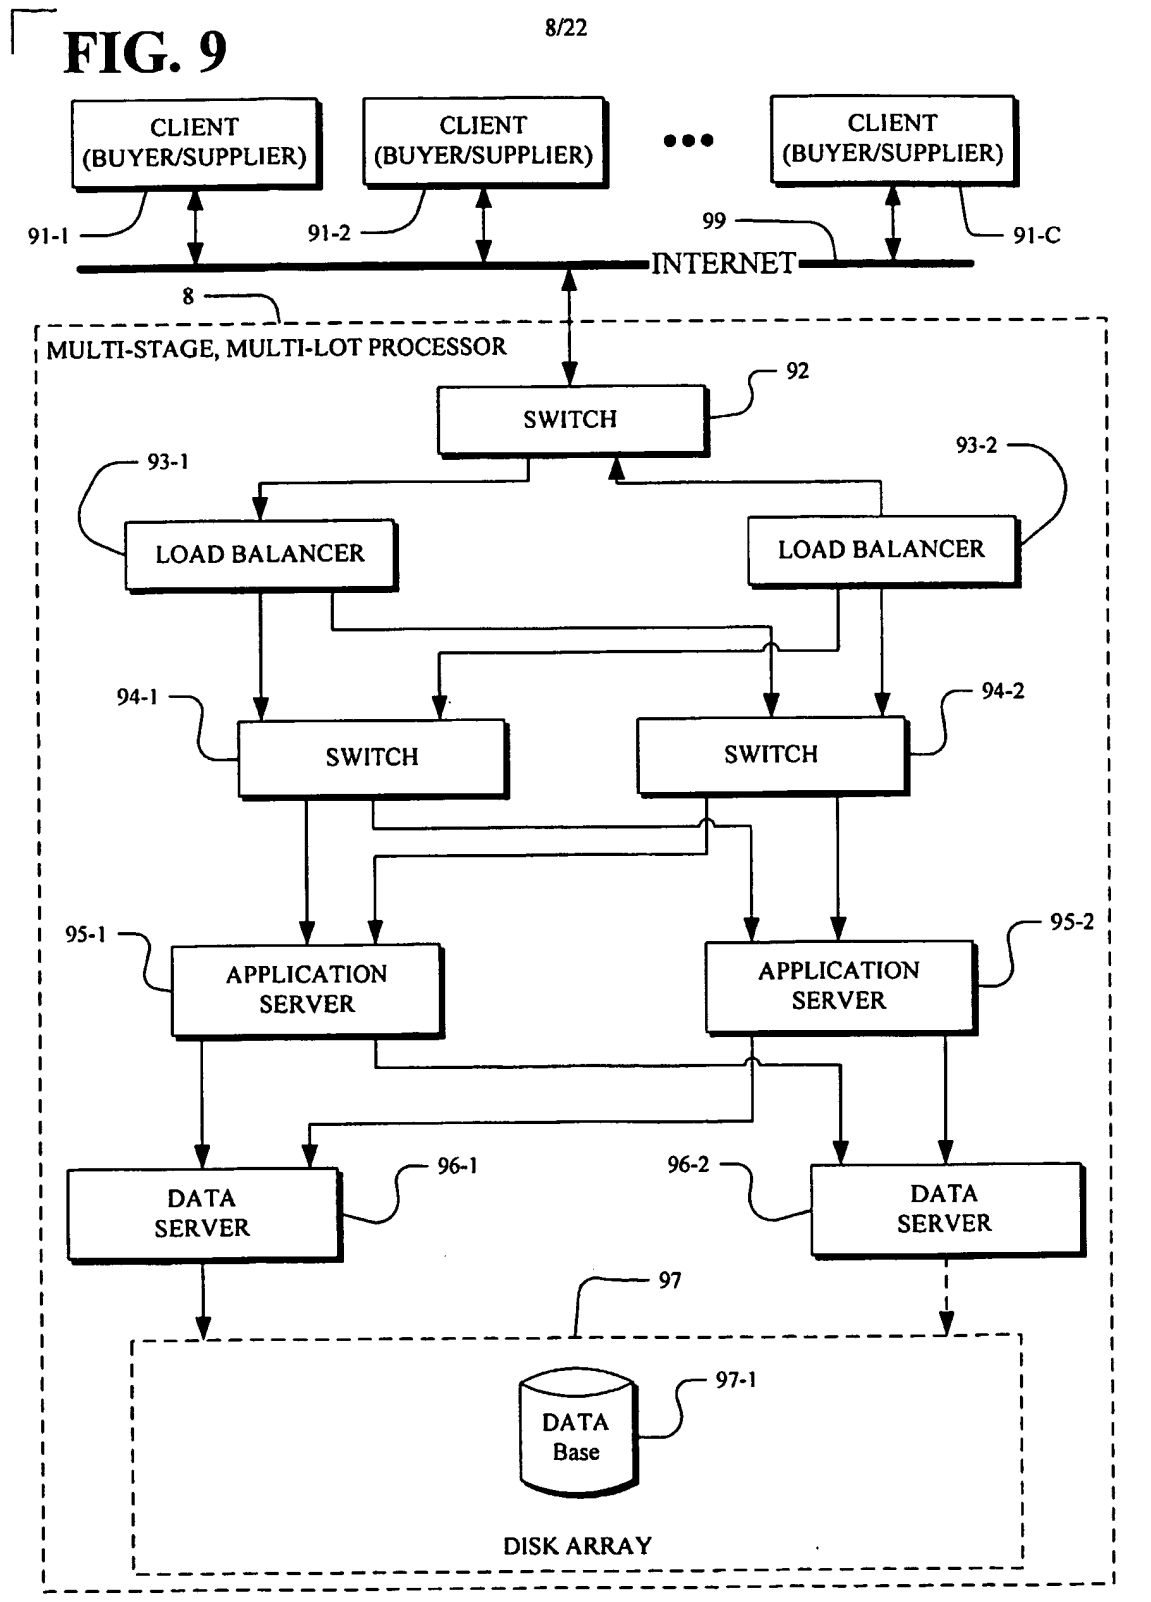 8/22
FIG. 9
CLIENT
(BUYER/SUPPLIER)
CLIENT
(BUYER/SUPPLIER)
•••
CLIENT
(BUYER/SUPPLIER)
91-1
91-2
99
91-C
INTERNET
8
MULTI-STAGE, MULTI-LOT PROCESSOR
92
SWITCH
93-1
93-2
LOAD BALANCER
LOAD BALANCER
94-1
94-2
SWITCH
SWITCH
95-1
95-2
APPLICATION
SERVER
APPLICATION
SERVER
96-1
96-2
DATA
SERVER
DATA
SERVER
97
97-1
DATA
Base
DISK ARRAY